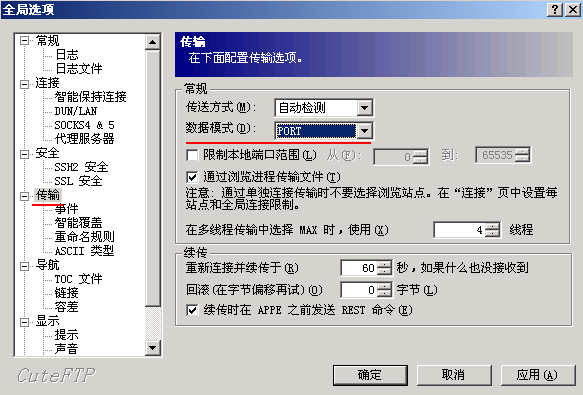 全局选项
常规
日志
日志文件
连接
智能保持连接
DUN/LAN
SOCKS4 & 5
代理服务器
安全
SSH2 安全
SSL 安全
传输
事件
智能覆盖
重命名规则
ASCII 类型
导航
TOC 文件
链接
容差
显示
提示
声音
传输
在下面配置传输选项。
常规
传送方式(M): 自动检测
数据模式(D): PORT
限制本地端口范围(L) 从(F): 0 到: 65535
通过浏览进程传输文件(T)
注意: 通过单独连接传输时不要选择浏览站点。在“连接”页中设置每
站点和全局连接限制。
在多线程传输中选择 MAX 时,使用(X) 4 线程
续传
重新连接并续传于(R) 60 秒,如果什么也没接收到
回滚(在字节偏移再试)(O) 0 字节(L)
续传时在 APPE 之前发送 REST 命令(E)
CuteFTP
确定 取消 应用(A)